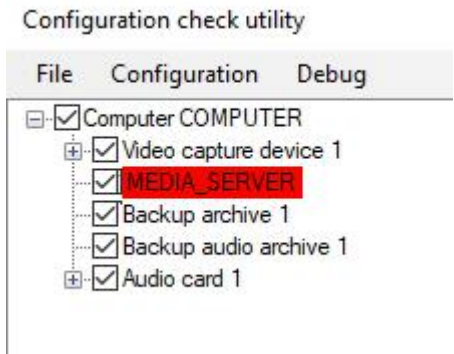 Configuration check utility
File Configuration Debug
Computer COMPUTER
Video capture device 1
MEDIA_SERVER
Backup archive 1
Backup audio archive 1
Audio card 1